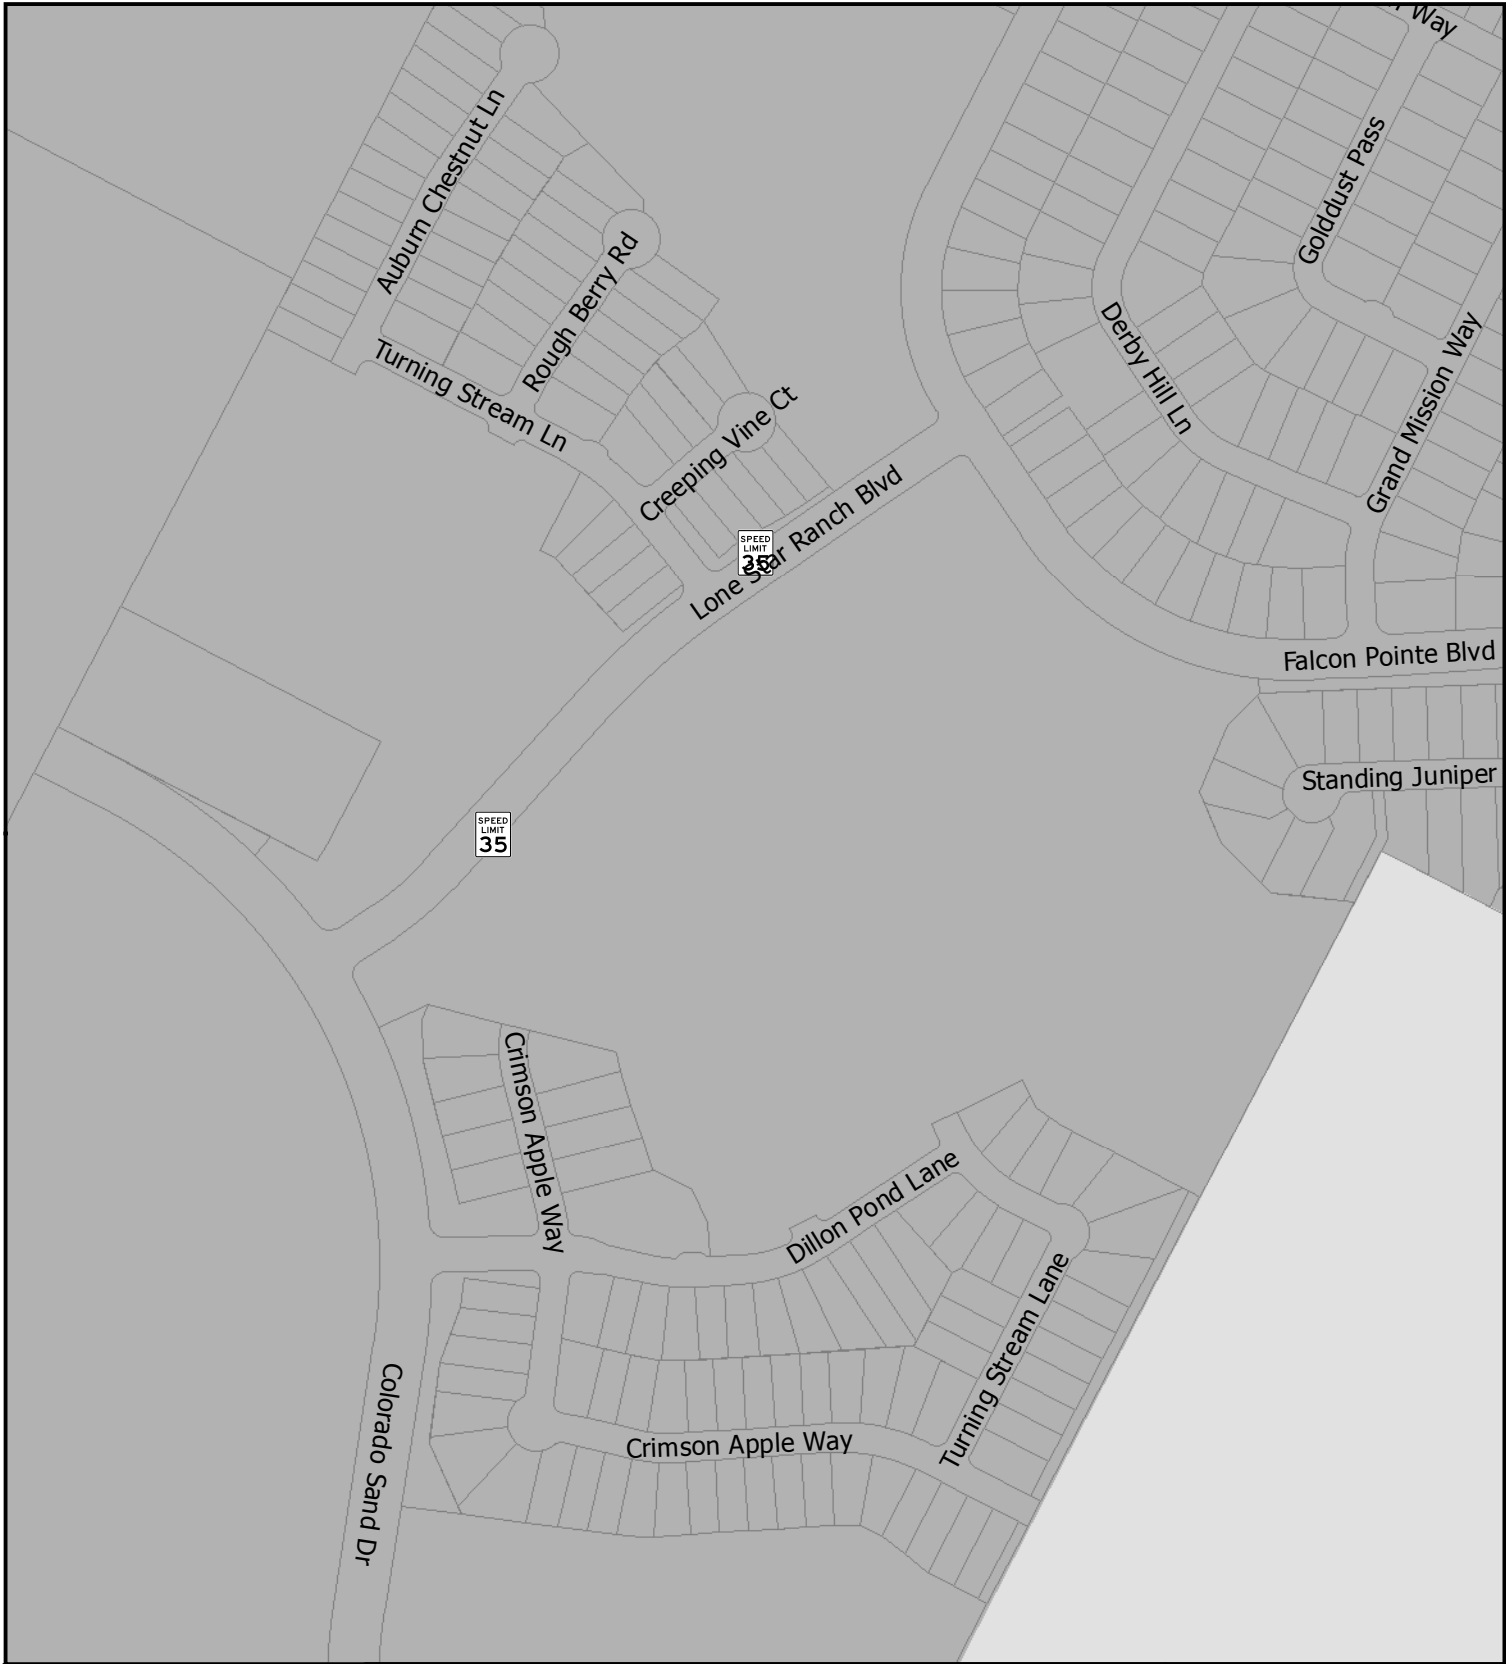 Way
Auburn Chestnut Ln
Golddust Pass
Rough Berry Rd
Derby Hill Ln
Grand Mission Way
Turning Stream Ln
Creeping Vine Ct
Lone Star Ranch Blvd
SPEED
LIMIT
35
Falcon Pointe Blvd
Standing Juniper
SPEED
LIMIT
35
Crimson Apple Way
Dillon Pond Lane
Turning Stream Lane
Colorado Sand Dr
Crimson Apple Way